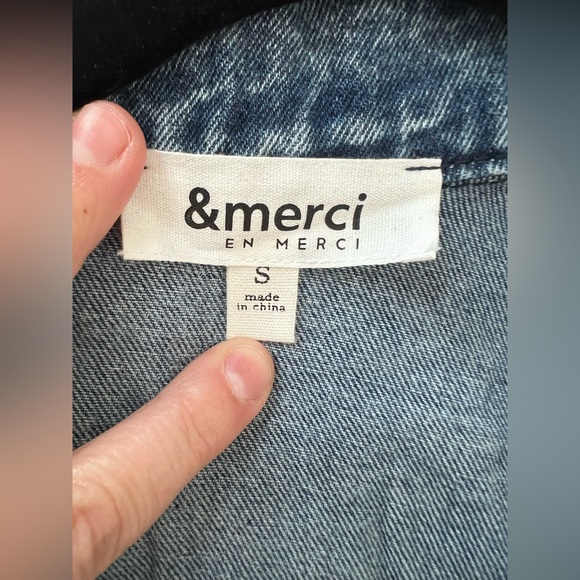 &merci
EN MERCI
S
made
in china